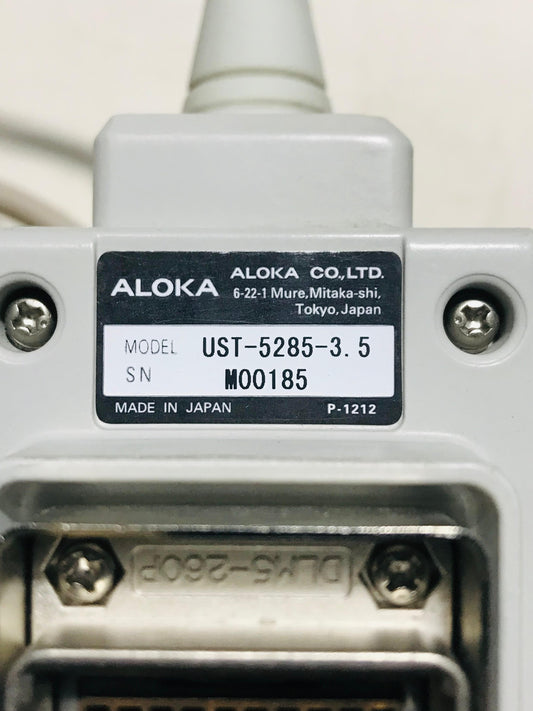 ALOKA
ALOKA CO.,LTD.
6-22-1 Mure,Mitaka-shi,
Tokyo,Japan
MODEL UST-5285-3.5
SN M00185
MADE IN JAPAN P-1212
DLM5-260P